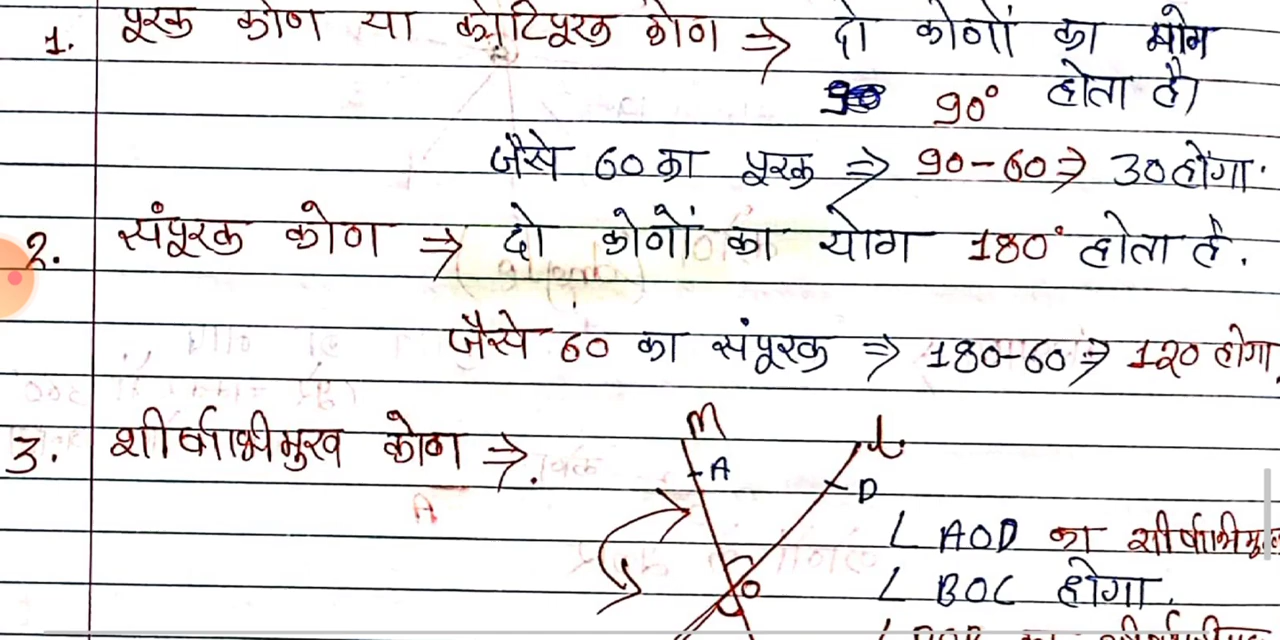 1. पूरक कोण या कोटिपूरक कोण ⇒ दो कोणों का योग
90° होता है।
जैसे 60 का पूरक ⇒ 90-60 ⇒ 30 होगा.
2. संपूरक कोण ⇒ दो कोणों का योग 180° होता है.
जैसे 60 का संपूरक ⇒ 180-60 ⇒ 120 होगा.
3. शीर्षाभीमुख कोण ⇒.
M
A
D
O
∠ AOD का
∠ BOC होगा.